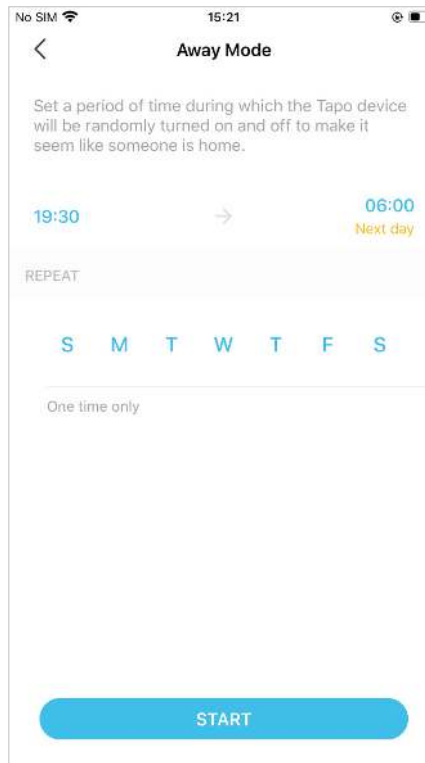 No SIM 15:21
Away Mode
Set a period of time during which the Tapo device
will be randomly turned on and off to make it
seem like someone is home.
19:30 → 06:00
Next day
REPEAT
S M T W T F S
One time only
START